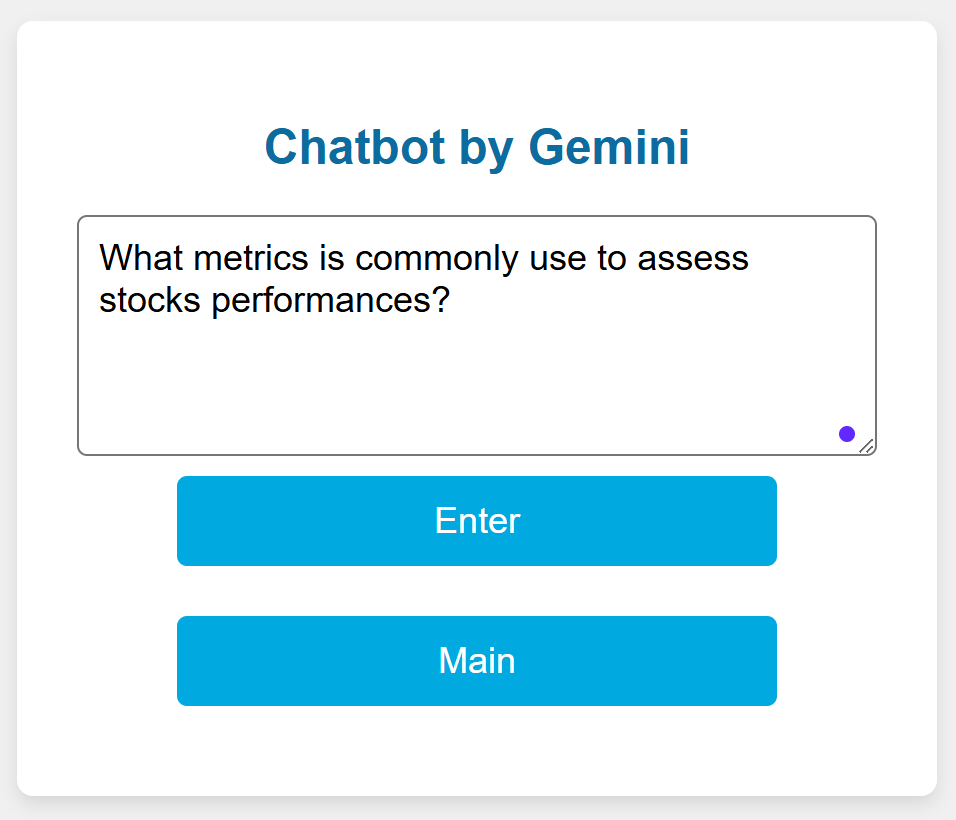 Chatbot by Gemini
What metrics is commonly use to assess
stocks performances?
Enter
Main